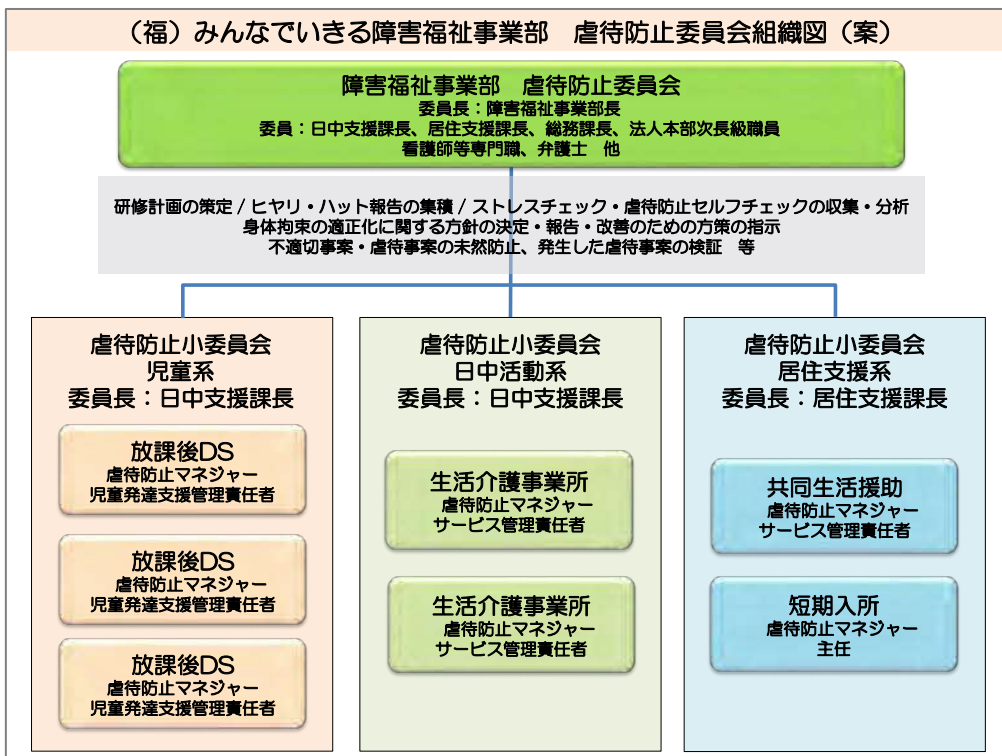 （福）みんなでいきる障害福祉事業部　虐待防止委員会組織図（案）
障害福祉事業部　虐待防止委員会
委員長：障害福祉事業部長
委員：日中支援課長、居住支援課長、総務課長、法人本部次長級職員
看護師等専門職、弁護士　他
研修計画の策定 / ヒヤリ・ハット報告の集積 / ストレスチェック・虐待防止セルフチェックの収集・分析
身体拘束の適正化に関する方針の決定・報告・改善のための方策の指示
不適切事案・虐待事案の未然防止、発生した虐待事案の検証　等
虐待防止小委員会
児童系
委員長：日中支援課長
放課後DS
虐待防止マネジャー
児童発達支援管理責任者
放課後DS
虐待防止マネジャー
児童発達支援管理責任者
放課後DS
虐待防止マネジャー
児童発達支援管理責任者
虐待防止小委員会
日中活動系
委員長：日中支援課長
生活介護事業所
虐待防止マネジャー
サービス管理責任者
生活介護事業所
虐待防止マネジャー
サービス管理責任者
虐待防止小委員会
居住支援系
委員長：居住支援課長
共同生活援助
虐待防止マネジャー
サービス管理責任者
短期入所
虐待防止マネジャー
主任